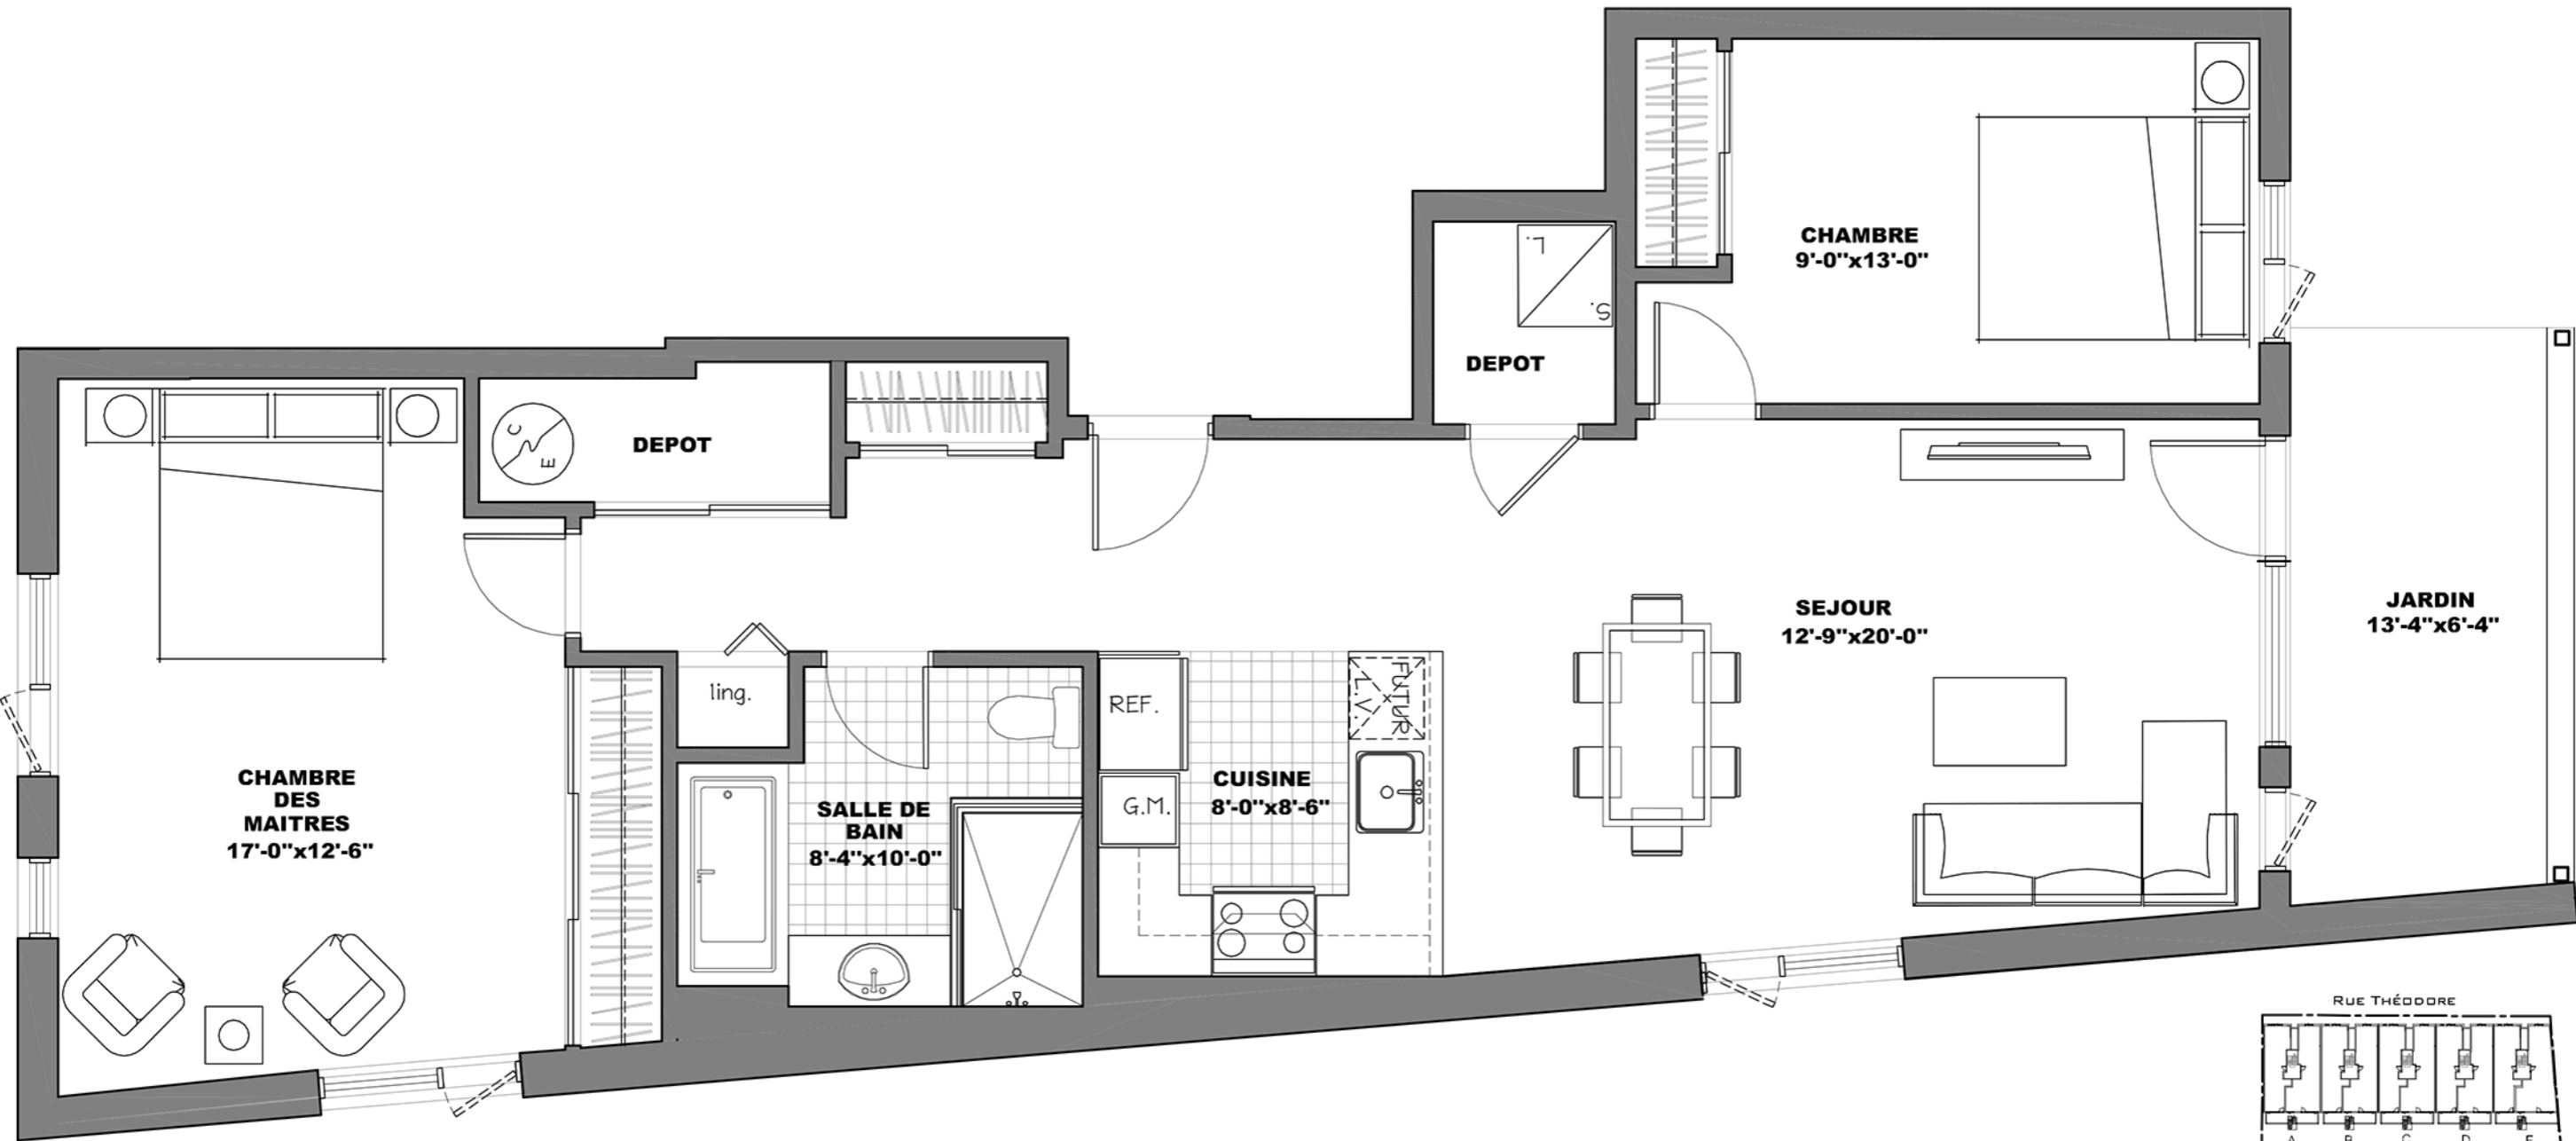 CHAMBRE
9'-0"x13'-0"
L.
S.
DEPOT
C
E
DEPOT
SEJOUR
12'-9"x20'-0"
JARDIN
13'-4"x6'-4"
ling.
REF.
FUTUR
L.V.
CHAMBRE
DES
MAITRES
17'-0"x12'-6"
SALLE DE
BAIN
8'-4"x10'-0"
G.M.
CUISINE
8'-0"x8'-6"
RUE THÉODORE
A B C D E